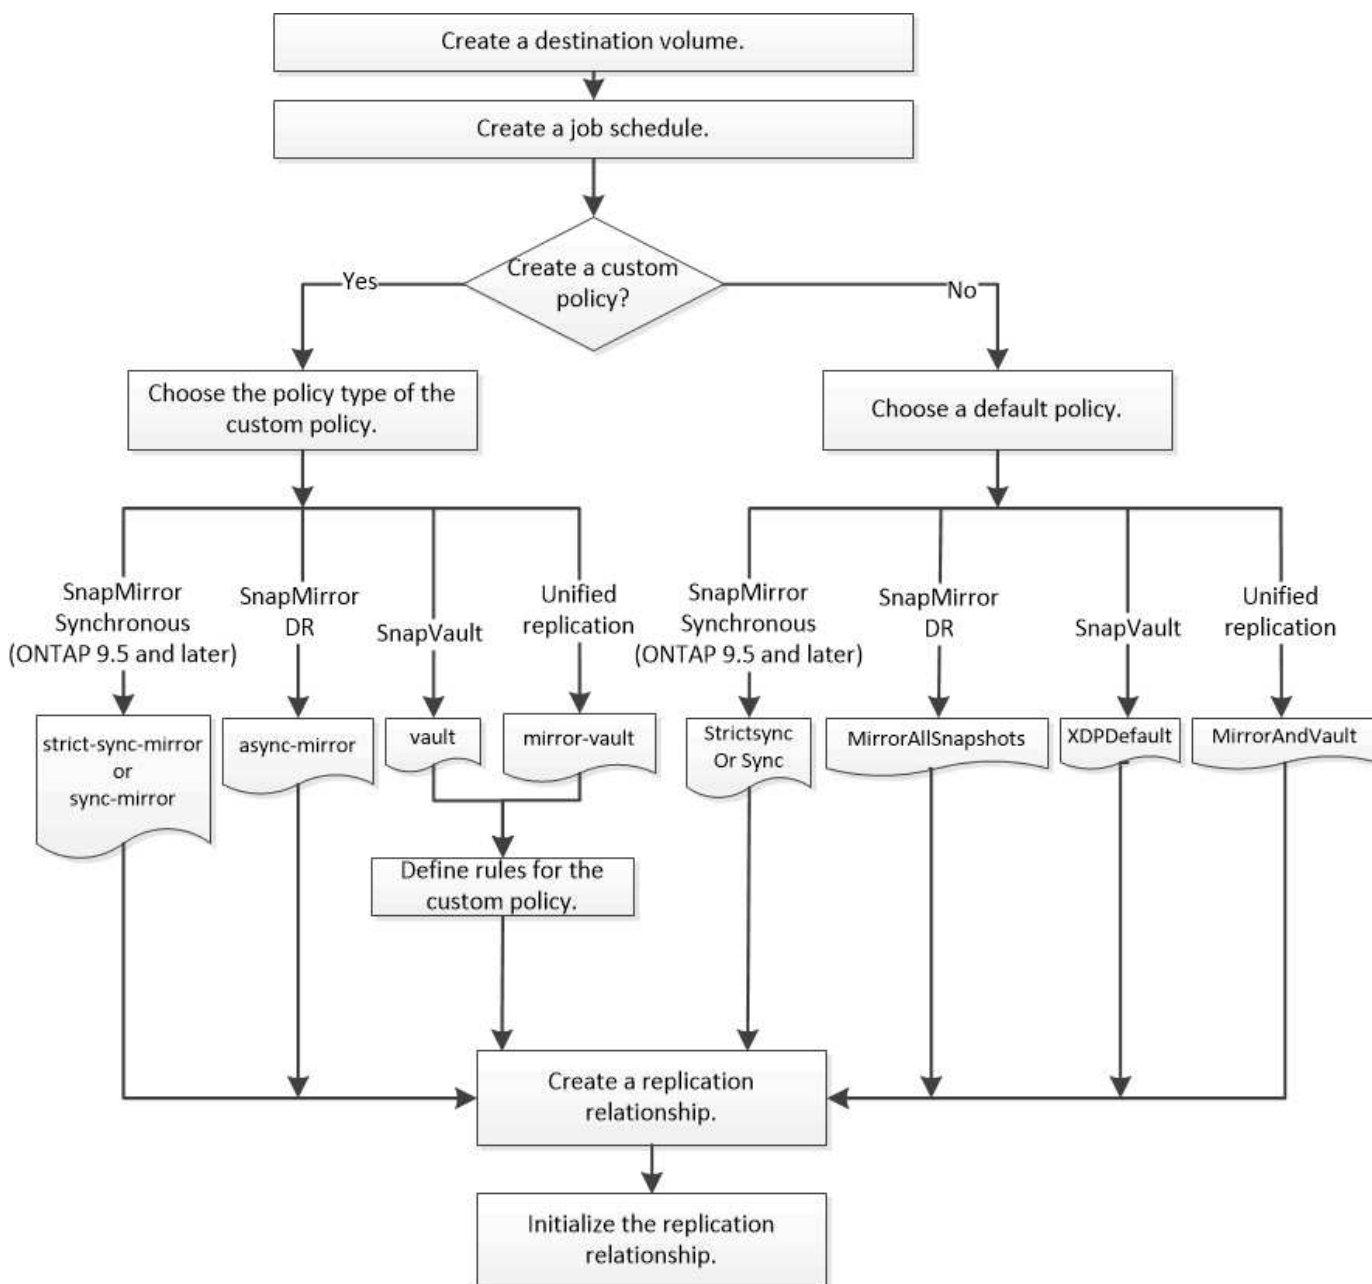 Create a destination volume.
Create a job schedule.
Create a custom
policy?
Yes
No
Choose the policy type of the
custom policy.
Choose a default policy.
SnapMirror
Synchronous
(ONTAP 9.5 and later)
SnapMirror
DR
SnapVault
Unified
replication
SnapMirror
Synchronous
(ONTAP 9.5 and later)
SnapMirror
DR
SnapVault
Unified
replication
strict-sync-mirror
or
sync-mirror
async-mirror
vault
mirror-vault
Strictsync
Or Sync
MirrorAllSnapshots
XDPDefault
MirrorAndVault
Define rules for the
custom policy.
Create a replication
relationship.
Initialize the replication
relationship.